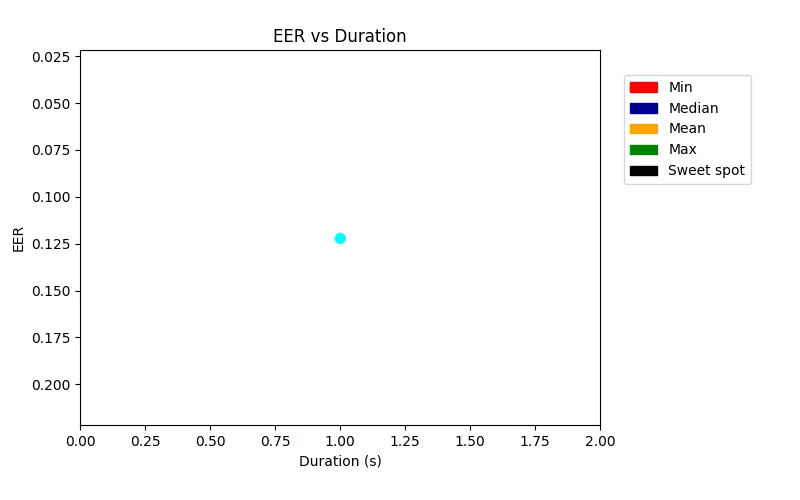 EER vs Duration
0.025
0.050
0.075
0.100
0.125
0.150
0.175
0.200
EER
0.00 0.25 0.50 0.75 1.00 1.25 1.50 1.75 2.00
Duration (s)
Min
Median
Mean
Max
Sweet spot